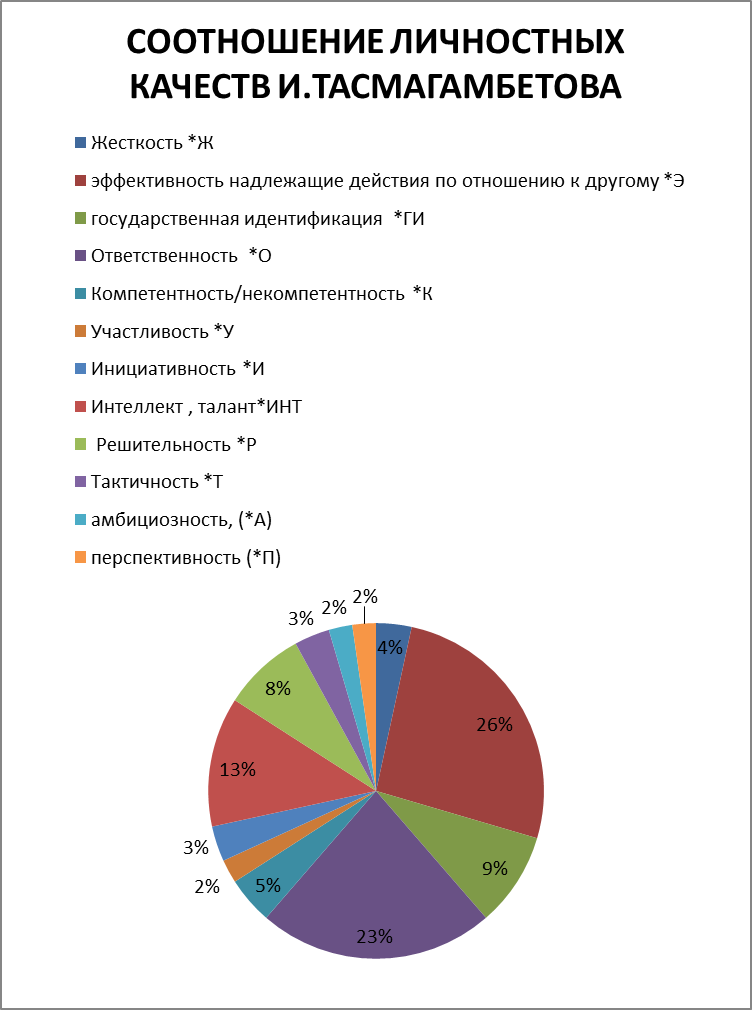 СООТНОШЕНИЕ ЛИЧНОСТНЫХ
КАЧЕСТВ И.ТАСМАГАМБЕТОВА
Жесткость *Ж
эффективность надлежащие действия по отношению к другому *Э
государственная идентификация *ГИ
Ответственность *О
Компетентность/некомпетентность *К
Участливость *У
Инициативность *И
Интеллект , талант*ИНТ
Решительность *Р
Тактичность *Т
амбициозность, (*А)
перспективность (*П)
2%
2%
3%
4%
8%
26%
13%
3%
9%
5%
2%
23%